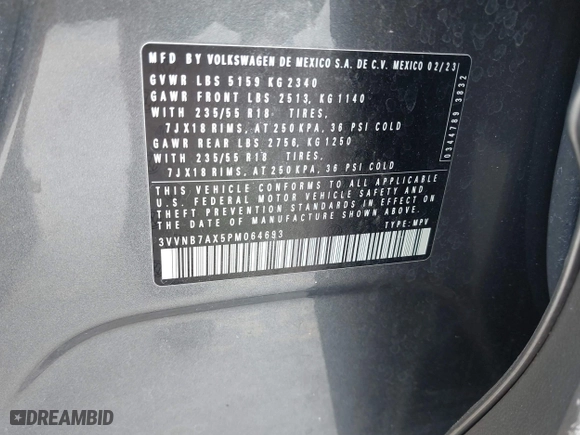 MFD BY VOLKSWAGEN DE MEXICO S.A. DE C.V. MEXICO 02/23
GVWR LBS 5159 KG 2340
GAWR FRONT LBS 2513, KG 1140
WITH 235/55 R18 TIRES.
7JX18 RIMS, AT 250 KPA, 36 PSI COLD
GAWR REAR LBS 2756, KG 1250
WITH 235/55 R18 TIRES.
7JX18 RIMS, AT 250 KPA, 36 PSI COLD
THIS VEHICLE CONFORMS TO ALL APPLICABLE
U.S. FEDERAL MOTOR VEHICLE SAFETY AND
THEFT PREVENTION STANDARDS IN EFFECT ON
THE DATE OF MANUFACTURE SHOWN ABOVE.
3VVNB7AX5PM064693 TYPE: MPV
0344789 3832
DREAMBID